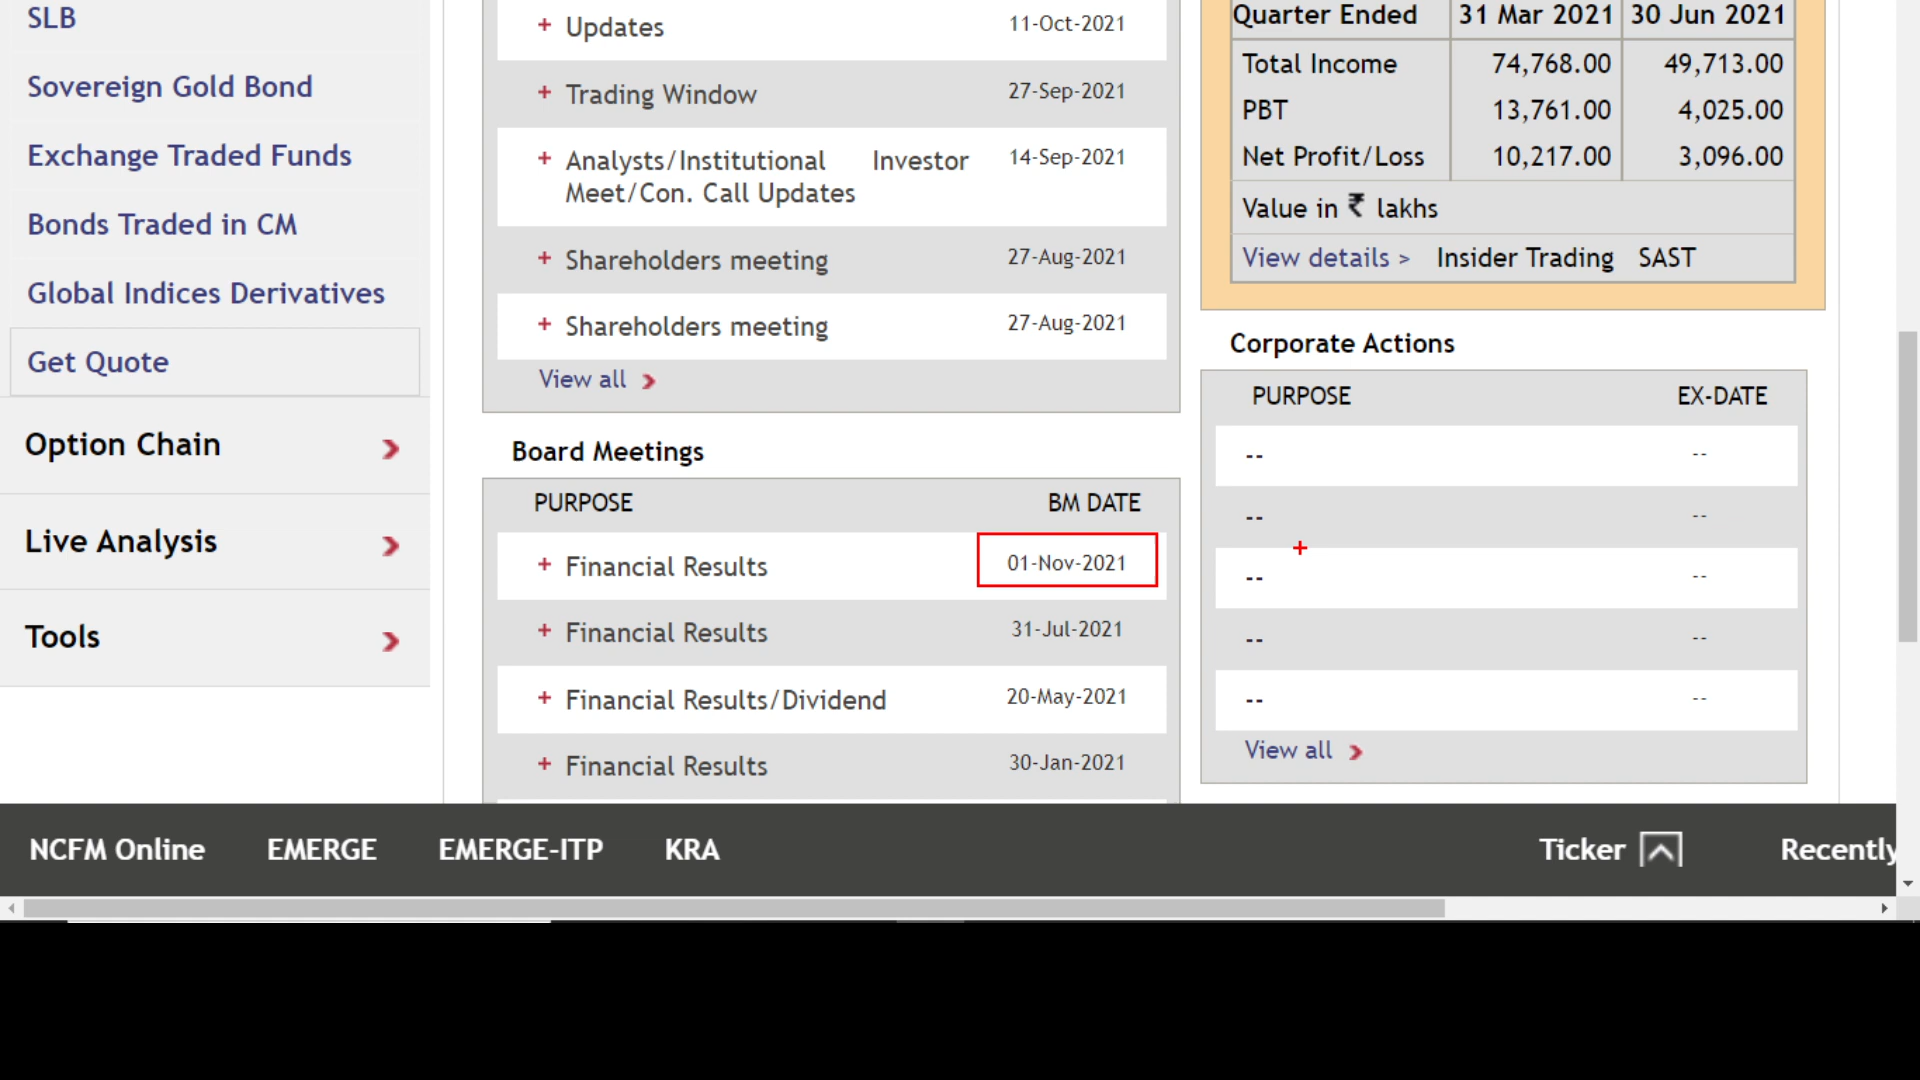 SLB
Sovereign Gold Bond
Exchange Traded Funds
Bonds Traded in CM
Global Indices Derivatives
Get Quote
Option Chain
Live Analysis
Tools
+ Updates 11-Oct-2021
+ Trading Window 27-Sep-2021
+ Analysts/Institutional Investor 14-Sep-2021
Meet/Con. Call Updates
+ Shareholders meeting 27-Aug-2021
+ Shareholders meeting 27-Aug-2021
View all
Board Meetings
PURPOSE BM DATE
+ Financial Results 01-Nov-2021
+ Financial Results 31-Jul-2021
+ Financial Results/Dividend 20-May-2021
+ Financial Results 30-Jan-2021
Quarter Ended 31 Mar 2021 30 Jun 2021
Total Income 74,768.00 49,713.00
PBT 13,761.00 4,025.00
Net Profit/Loss 10,217.00 3,096.00
Value in ₹ lakhs
View details > Insider Trading SAST
Corporate Actions
PURPOSE EX-DATE
-- --
-- --
-- --
-- --
-- --
View all
NCFM Online EMERGE EMERGE-ITP KRA Ticker Recently